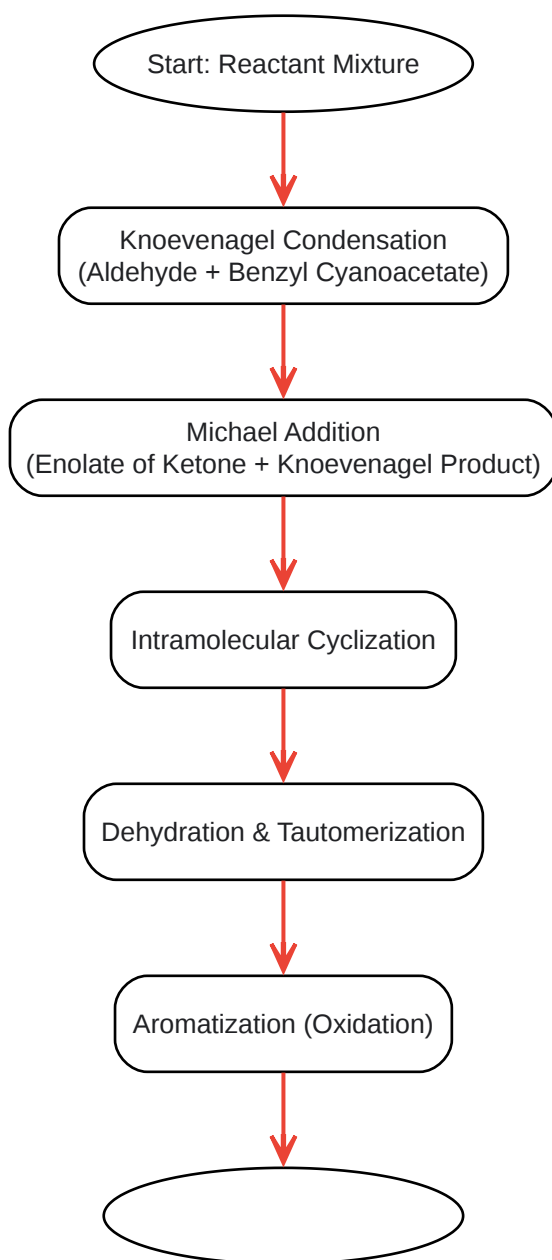 Start: Reactant Mixture
Knoevenagel Condensation
(Aldehyde + Benzyl Cyanoacetate)
Michael Addition
(Enolate of Ketone + Knoevenagel Product)
Intramolecular Cyclization
Dehydration & Tautomerization
Aromatization (Oxidation)